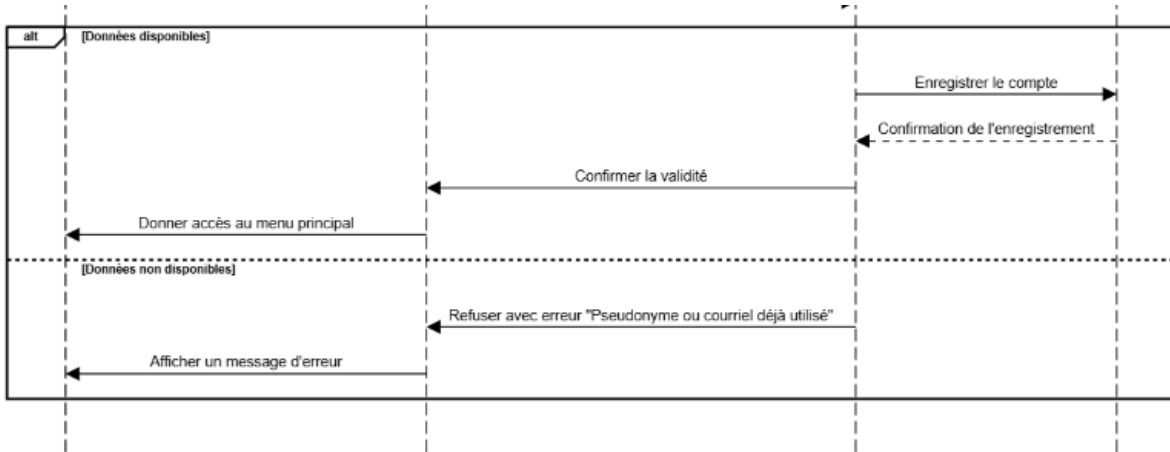 alt
[Données disponibles]
Enregistrer le compte
Confirmation de l'enregistrement
Confirmer la validité
Donner accès au menu principal
[Données non disponibles]
Refuser avec erreur "Pseudonyme ou courriel déjà utilisé"
Afficher un message d'erreur